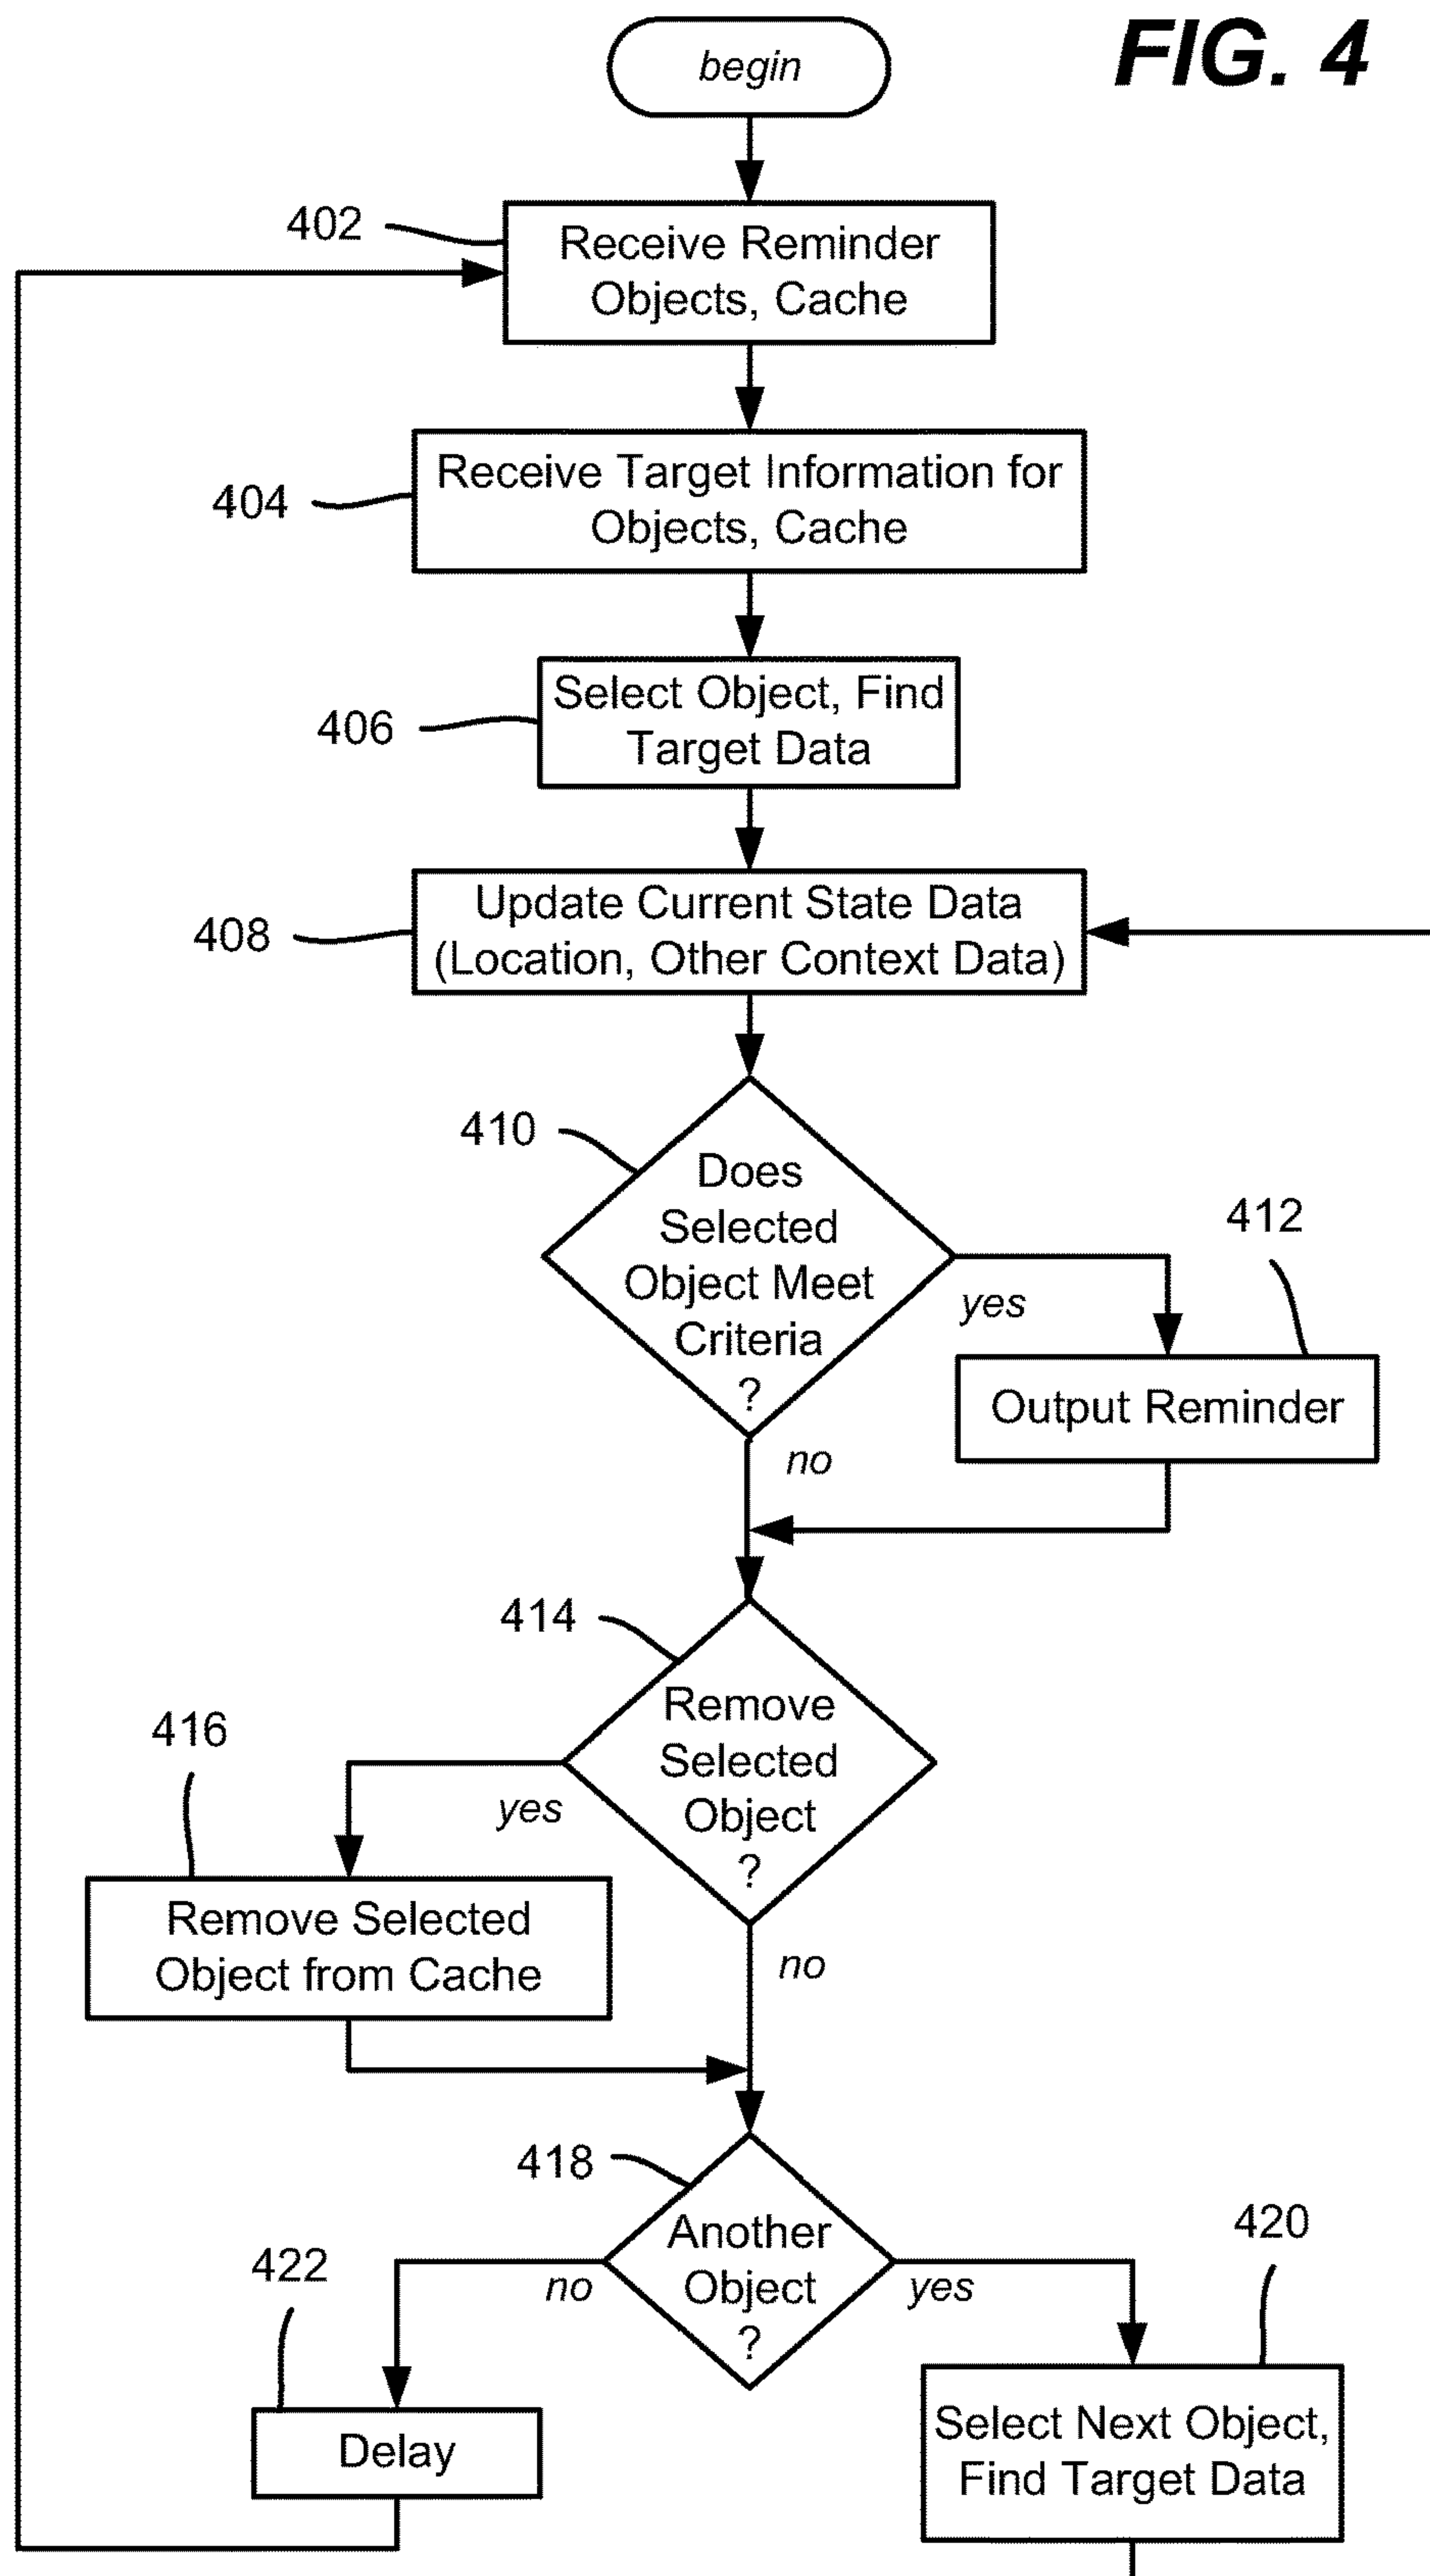 FIG. 4
begin
402
Receive Reminder
Objects, Cache
404
Receive Target Information for
Objects, Cache
406
Select Object, Find
Target Data
408
Update Current State Data
(Location, Other Context Data)
410
Does
Selected
Object Meet
Criteria
?
yes
412
Output Reminder
no
414
Remove
Selected
Object
?
yes
416
Remove Selected
Object from Cache
no
418
Another
Object
?
no
yes
422
Delay
420
Select Next Object,
Find Target Data